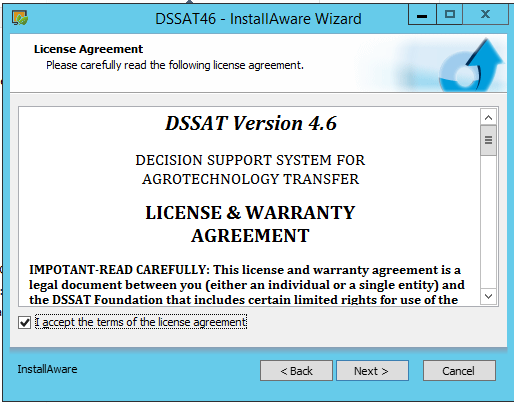 DSSAT46 - InstallAware Wizard
License Agreement
Please carefully read the following license agreement.
DSSAT Version 4.6
DECISION SUPPORT SYSTEM FOR
AGROTECHNOLOGY TRANSFER
LICENSE & WARRANTY
AGREEMENT
IMPOTANT-READ CAREFULLY: This license and warranty agreement is a
legal document between you (either an individual or a single entity) and
the DSSAT Foundation that includes certain limited rights for use of the
I accept the terms of the license agreement
InstallAware
< Back
Next >
Cancel